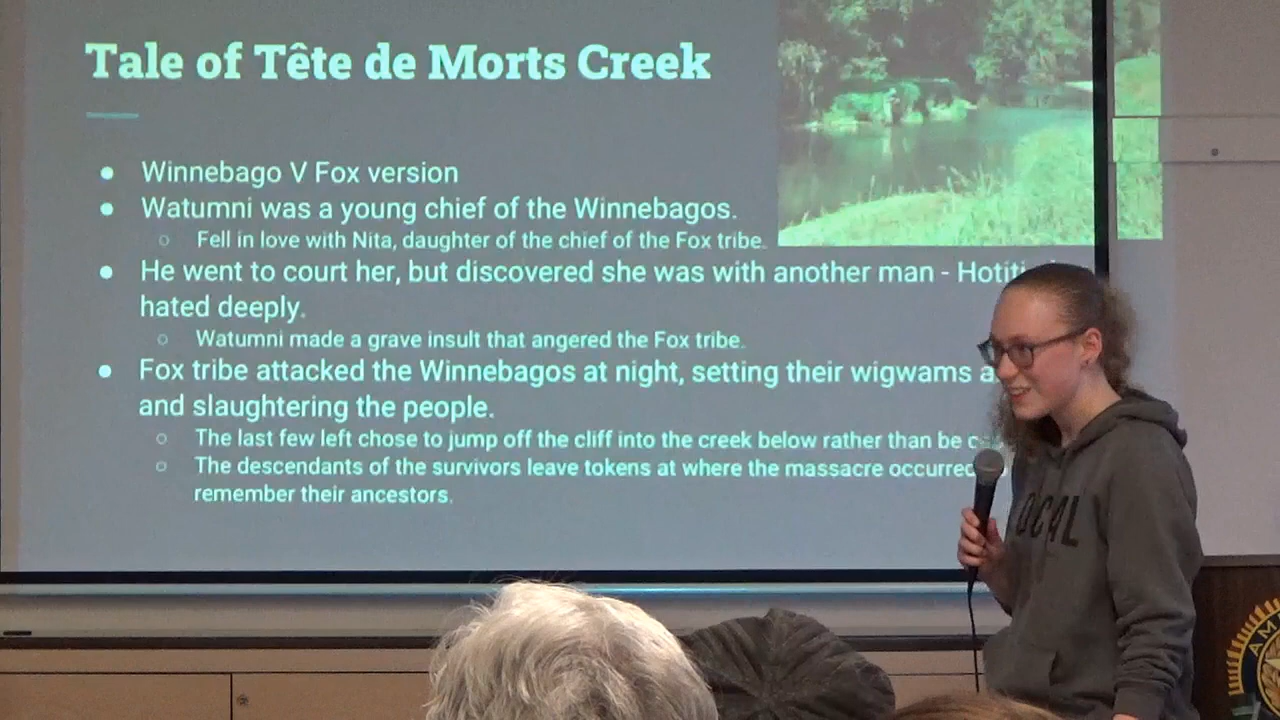 Tale of Tête de Morts Creek
Winnebago V Fox version
Watumni was a young chief of the Winnebagos.
Fell in love with Nita, daughter of the chief of the Fox tribe.
He went to court her, but discovered she was with another man -
hated deeply.
Watumni made a grave insult that angered the Fox tribe.
Fox tribe attacked the Winnebagos at night, setting their wigwams
and slaughtering the people.
The last few left chose to jump off the cliff into the creek below rather than be
The descendants of the survivors leave tokens at where the massacre occurred
remember their ancestors.